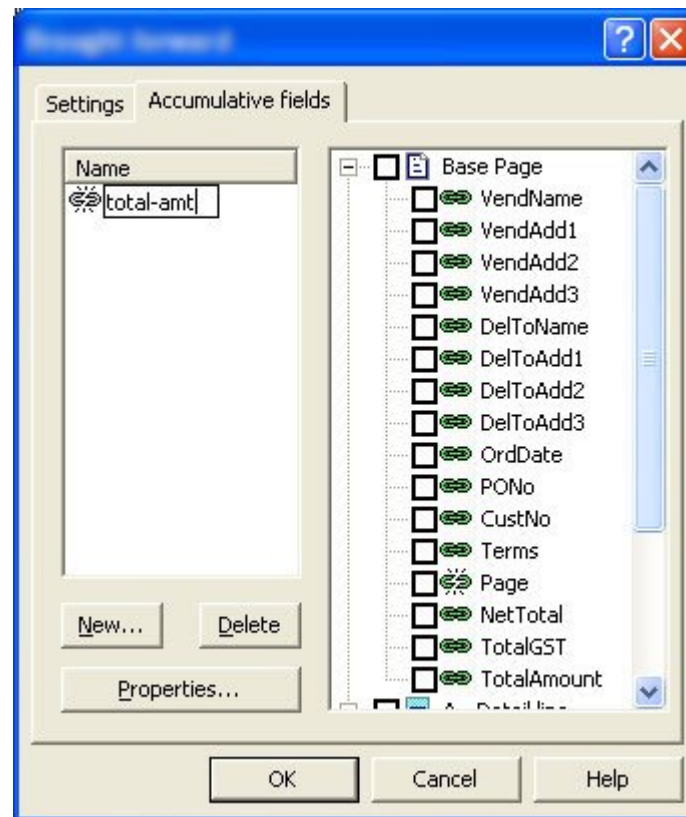 Settings
Accumulative fields
Name
total-amt
New...
Delete
Properties...
Base Page
VendName
VendAdd1
VendAdd2
VendAdd3
DelToName
DelToAdd1
DelToAdd2
DelToAdd3
OrdDate
PONo
CustNo
Terms
Page
NetTotal
TotalGST
TotalAmount
OK
Cancel
Help